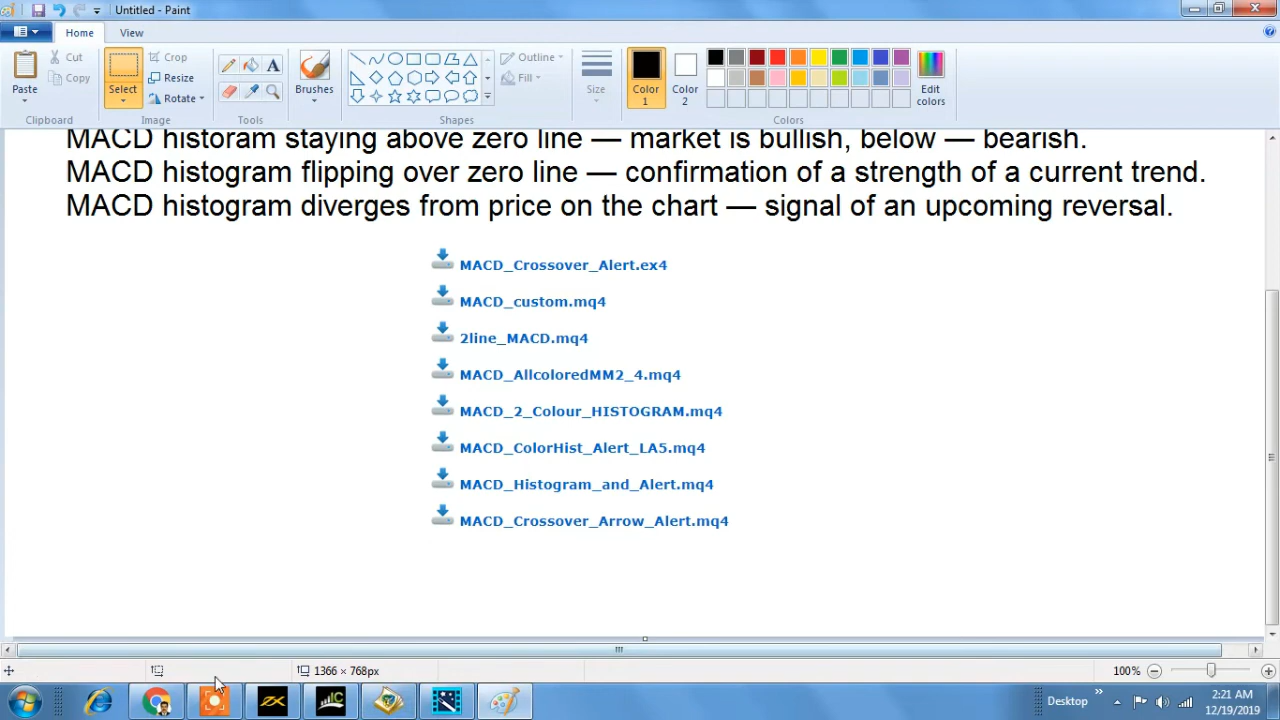 Untitled - Paint
Home
View
Paste
Cut
Copy
Clipboard
Select
Crop
Resize
Rotate
Image
Tools
Brushes
Shapes
Outline
Fill
Size
Color 1
Color 2
Edit colors
Colors
MACD historam staying above zero line — market is bullish, below — bearish.
MACD histogram flipping over zero line — confirmation of a strength of a current trend.
MACD histogram diverges from price on the chart — signal of an upcoming reversal.
MACD_Crossover_Alert.ex4
MACD_custom.mq4
2line_MACD.mq4
MACD_AllcoloredMM2_4.mq4
MACD_2_Colour_HISTOGRAM.mq4
MACD_ColorHist_Alert_LA5.mq4
MACD_Histogram_and_Alert.mq4
MACD_Crossover_Arrow_Alert.mq4
1366 × 768px
100%
ZX
IC
Desktop
2:21 AM
12/19/2019